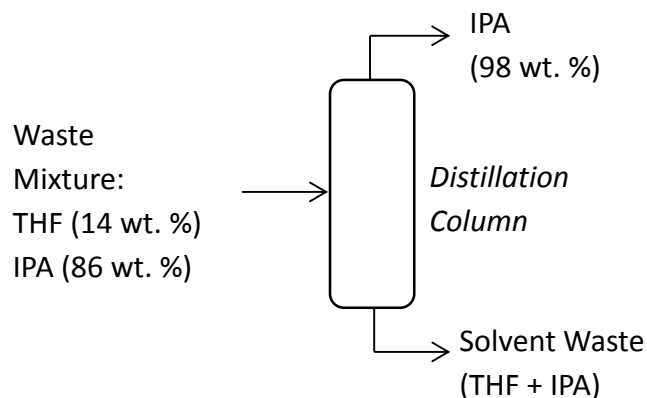 IPA
(98 wt. %)
Waste
Mixture:
THF (14 wt. %)
IPA (86 wt. %)
Distillation
Column
Solvent Waste
(THF + IPA)